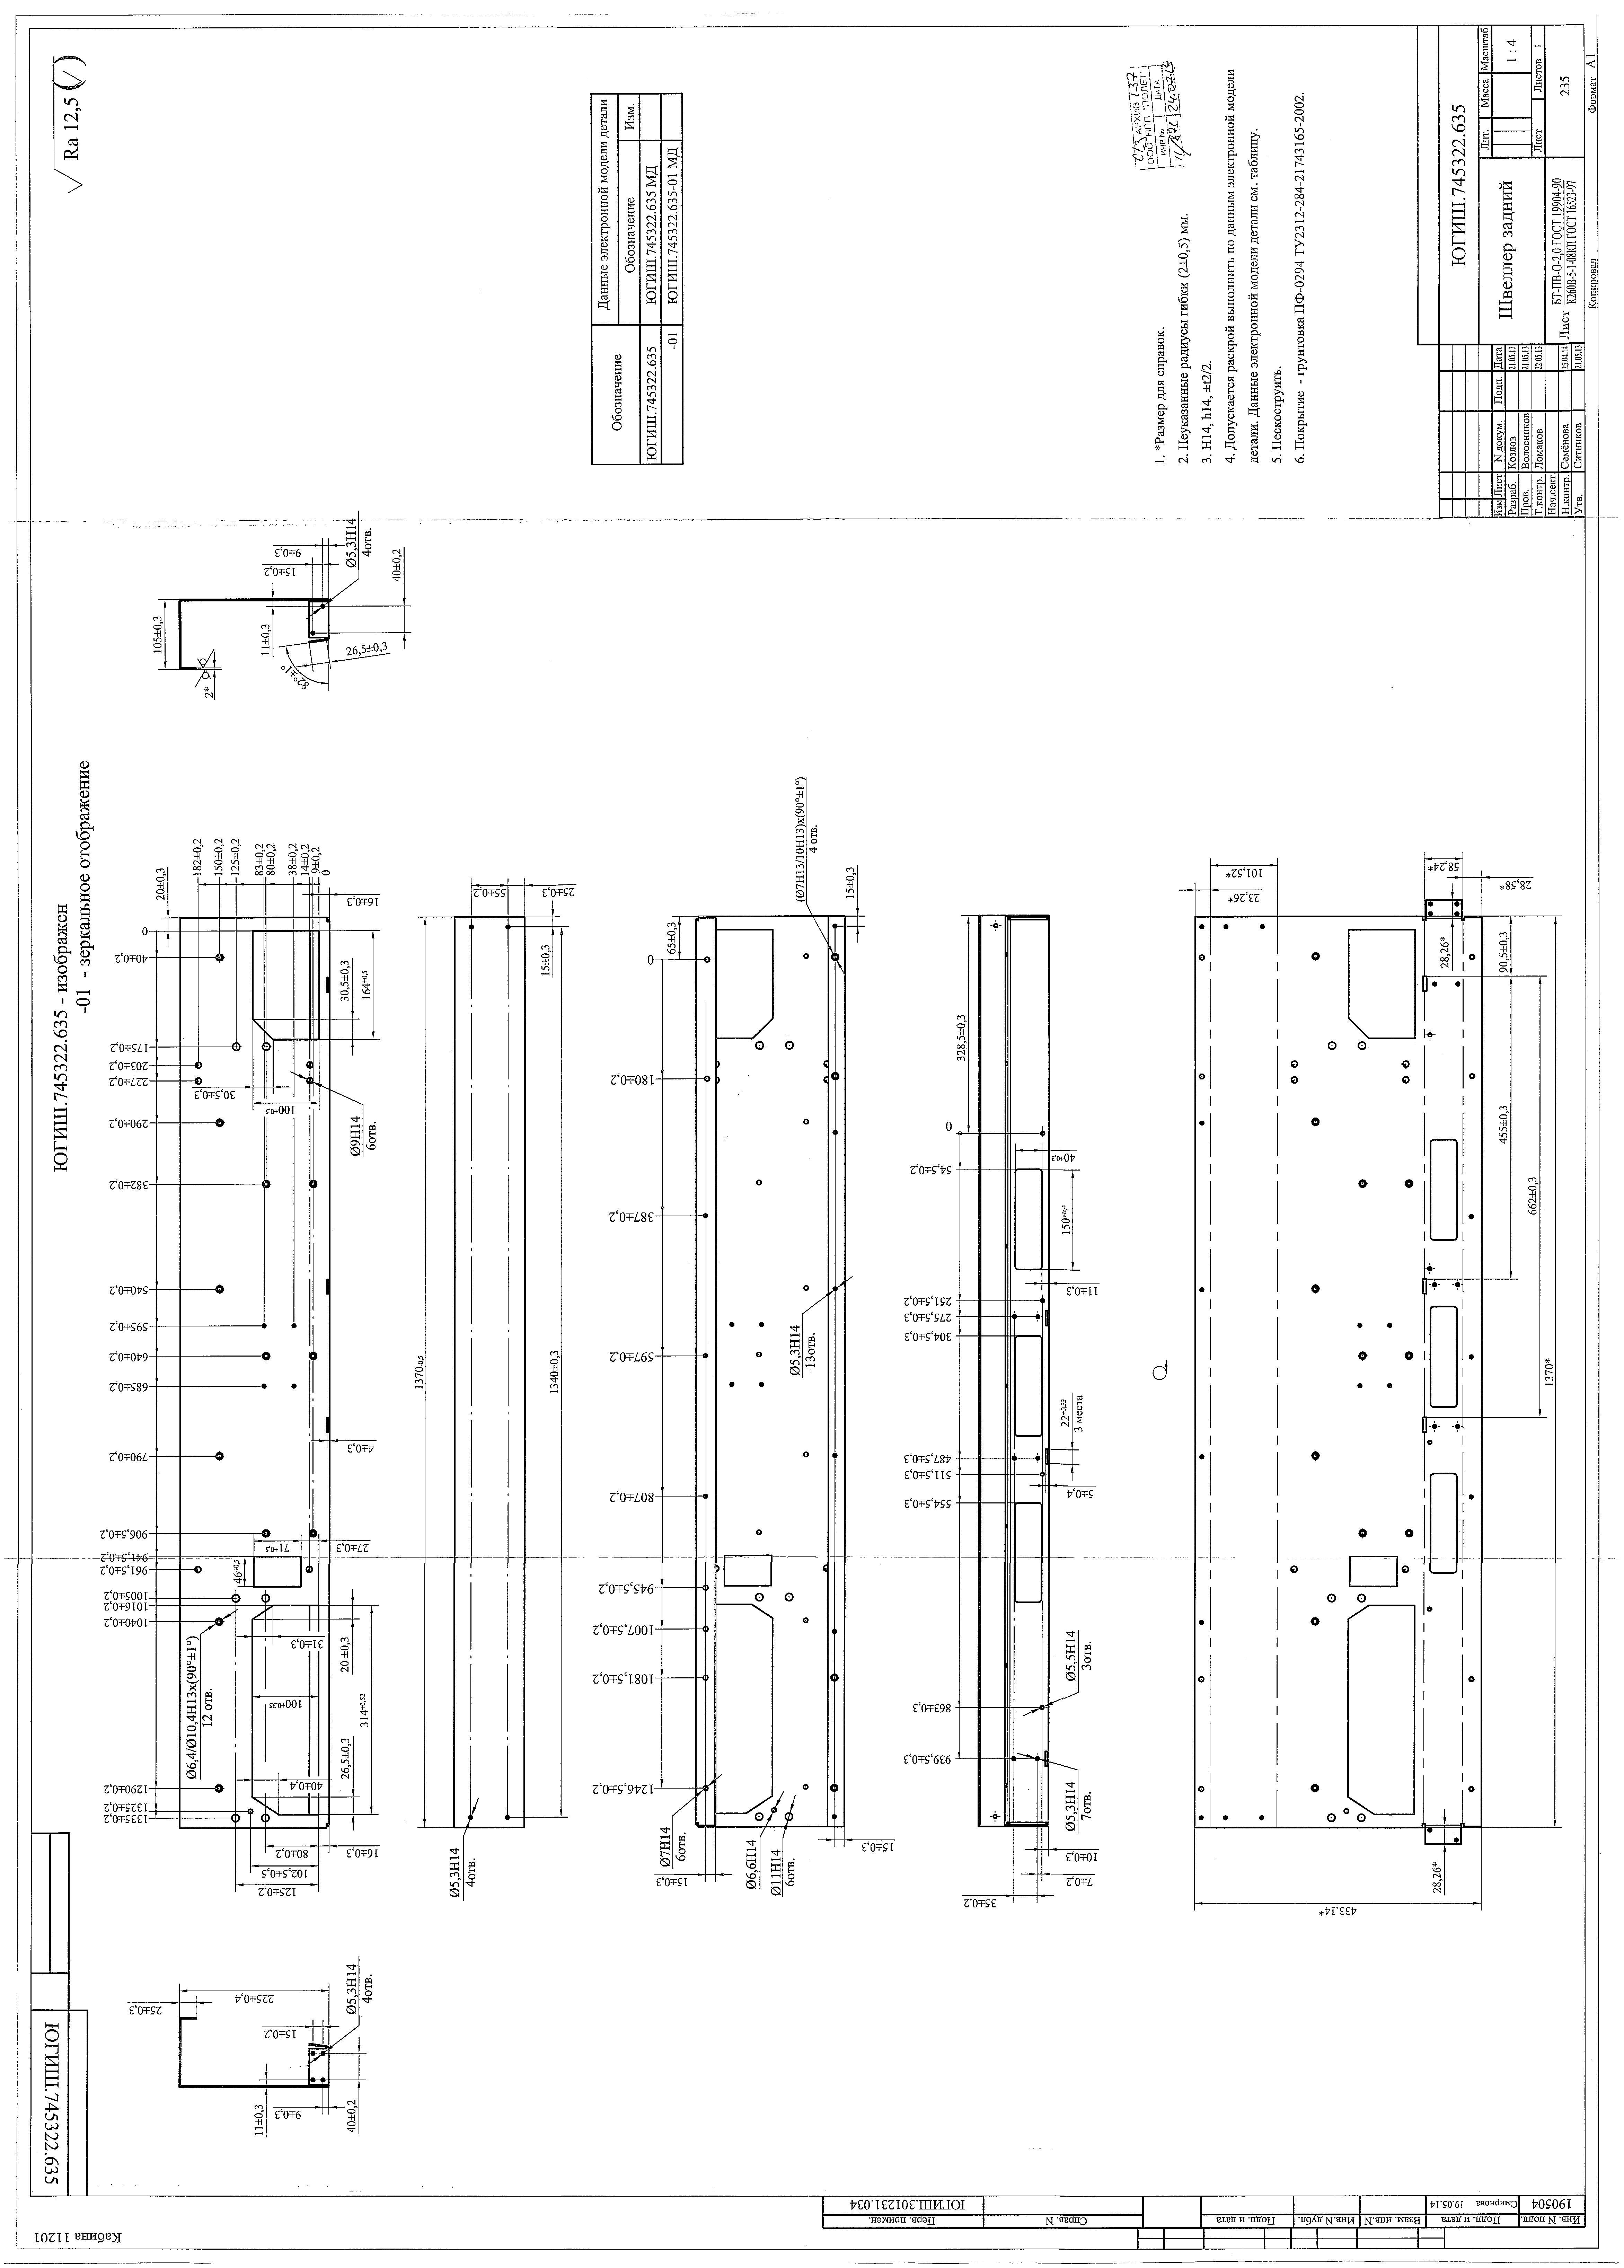 Кабина 11201
ЮГИШ.745322.635
Ra 12,5 (√)
ЮГИШ.745322.635 - изображен
-01 - зеркальное отображение
25±0,3
225±0,4
15±0,2
Ø5,3H14
4отв.
11±0,3
9±0,3
40±0,2
1335±0,2
1325±0,2
1290±0,2
1040±0,2
1016±0,2
1005±0,2
961,5±0,2
941,5±0,2
906,5±0,2
790±0,2
685±0,2
640±0,2
595±0,2
540±0,2
382±0,2
290±0,2
227±0,2
203±0,2
175±0,2
40±0,2
0
20±0,3
182±0,2
150±0,2
125±0,2
83±0,2
80±0,2
38±0,2
14±0,2
9±0,2
0
16±0,3
Ø6,4/Ø10,4H13x(90°±1°)
12 отв.
46+0,5
71+0,5
27±0,3
4±0,3
30,5±0,3
100+0,5
Ø9H14
6отв.
30,5±0,3
164+0,5
125±0,2
102,5±0,5
80±0,2
16±0,3
40±0,4
26,5±0,3
100+0,35
314+0,52
31±0,3
20±0,3
105±0,3
2*
11±0,3
82°±1°
26,5±0,3
15±0,2
9±0,3
Ø5,3H14
4отв.
40±0,2
1370-0,5
Ø5,3H14
4отв.
1340±0,3
15±0,3
55±0,2
25±0,3
1246,5±0,2
1081,5±0,2
1007,5±0,2
945,5±0,2
807±0,2
597±0,2
387±0,2
180±0,2
0
65±0,3
Ø7H14
6отв.
15±0,3
Ø6,6H14
Ø11H14
6отв.
15±0,3
Ø5,3H14
13отв.
(Ø7H13/10H13)x(90°±1°)
4 отв.
15±0,3
939,5±0,3
863±0,3
554,5±0,3
511,5±0,3
487,5±0,3
304,5±0,3
275,5±0,3
251,5±0,2
54,5±0,2
0
328,5±0,3
35±0,2
7±0,2
10±0,3
Ø5,3H14
7отв.
Ø5,5H14
3отв.
5±0,4
22+0,33
3 места
11±0,3
150+0,4
40+0,3
433,14*
28,26*
1370*
662±0,3
455±0,3
90,5±0,3
28,26*
23,26*
101,52*
58,24*
28,58*
Обозначение
Данные электронной модели детали
Обозначение
Изм.
ЮГИШ.745322.635
ЮГИШ.745322.635 МД
-01
ЮГИШ.745322.635-01 МД
АРХИВ
ООО НПП "ПОЛЕТ"
ИНВ №
ДАТА
1. *Размер для справок.
2. Неуказанные радиусы гибки (2±0,5) мм.
3. H14, h14, ±t2/2.
4. Допускается раскрой выполнить по данным электронной модели
детали. Данные электронной модели детали см. таблицу.
5. Пескоструить.
6. Покрытие - грунтовка ПФ-0294 ТУ2312-284-21743165-2002.
ЮГИШ.745322.635
Изм Лист N докум. Подп. Дата
Разраб. Козлов 21.05.13
Пров. Волосников 21.05.13
Т.контр. Ломаков 22.05.13
Нач.сект
Н.контр. Семёнова 25.04.14
Утв. Ситников 21.05.13
Швеллер задний
Лит. Масса Масштаб
1 : 4
Лист Листов 1
Лист БТ-ПВ-О-2,0 ГОСТ 19904-90
К260В-5-1-08КП ГОСТ 16523-97
235
Копировал
Формат А1
Перв. примен.
ЮГИШ.301231.034
Справ. N
Подп. и дата
Инв.N дубл.
Взам. инв.N
Подп. и дата
Смирнова 19.05.14
Инв. N подл.
190504